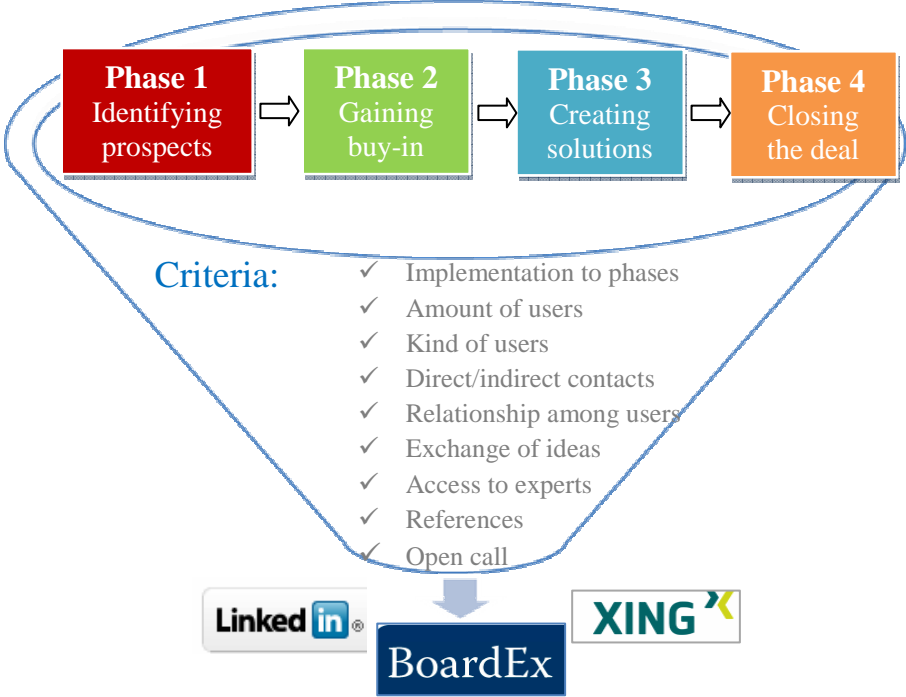 Phase 1
Identifying
prospects
Phase 2
Gaining
buy-in
Phase 3
Creating
solutions
Phase 4
Closing
the deal
Criteria:
✓ Implementation to phases
✓ Amount of users
✓ Kind of users
✓ Direct/indirect contacts
✓ Relationship among users
✓ Exchange of ideas
✓ Access to experts
✓ References
✓ Open call
Linked in ®
XING
BoardEx